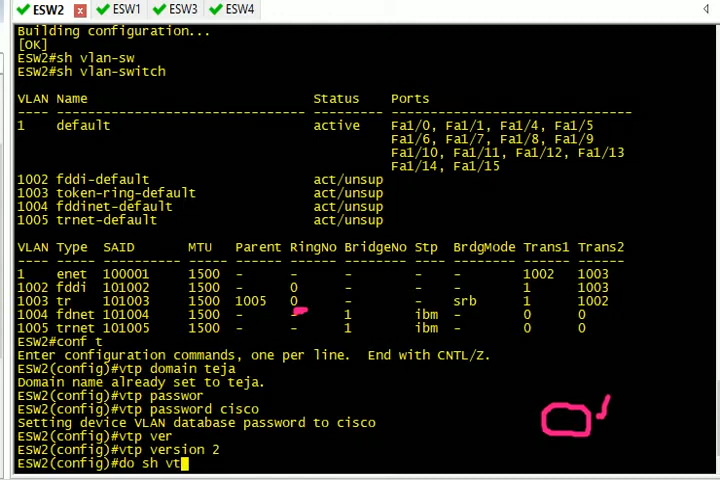 ESW2 ESW1 ESW3 ESW4
Building configuration...
[OK]
ESW2#sh vlan-sw
ESW2#sh vlan-switch
VLAN Name Status Ports
---- -------------------------------- --------- -------------------------------
1 default active Fa1/0, Fa1/1, Fa1/4, Fa1/5
Fa1/6, Fa1/7, Fa1/8, Fa1/9
Fa1/10, Fa1/11, Fa1/12, Fa1/13
Fa1/14, Fa1/15
1002 fddi-default act/unsup
1003 token-ring-default act/unsup
1004 fddinet-default act/unsup
1005 trnet-default act/unsup
VLAN Type SAID MTU Parent RingNo BridgeNo Stp BrdgMode Trans1 Trans2
---- ----- ---------- ----- ------ ------ -------- ---- -------- ------ ------
1 enet 100001 1500 - - - - - 1002 1003
1002 fddi 101002 1500 - 0 - - - 1 1003
1003 tr 101003 1500 1005 0 - - srb 1 1002
1004 fdnet 101004 1500 - - 1 ibm - 0 0
1005 trnet 101005 1500 - - 1 ibm - 0 0
ESW2#conf t
Enter configuration commands, one per line. End with CNTL/Z.
ESW2(config)#vtp domain teja
Domain name already set to teja.
ESW2(config)#vtp passwor
ESW2(config)#vtp password cisco
Setting device VLAN database password to cisco
ESW2(config)#vtp ver
ESW2(config)#vtp version 2
ESW2(config)#do sh vt